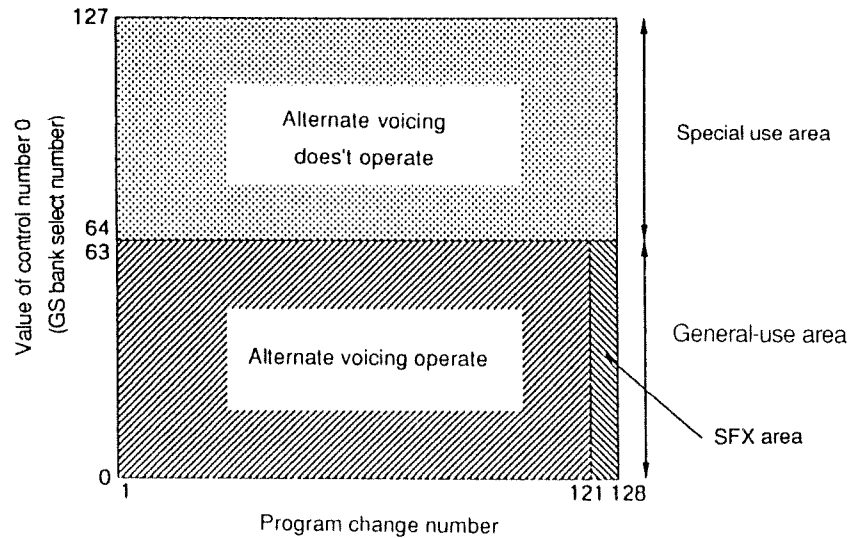 127
Value of control number 0
(GS bank select number)
Alternate voicing
does't operate
Special use area
64
63
Alternate voicing operate
General-use area
SFX area
0
1
121 128
Program change number